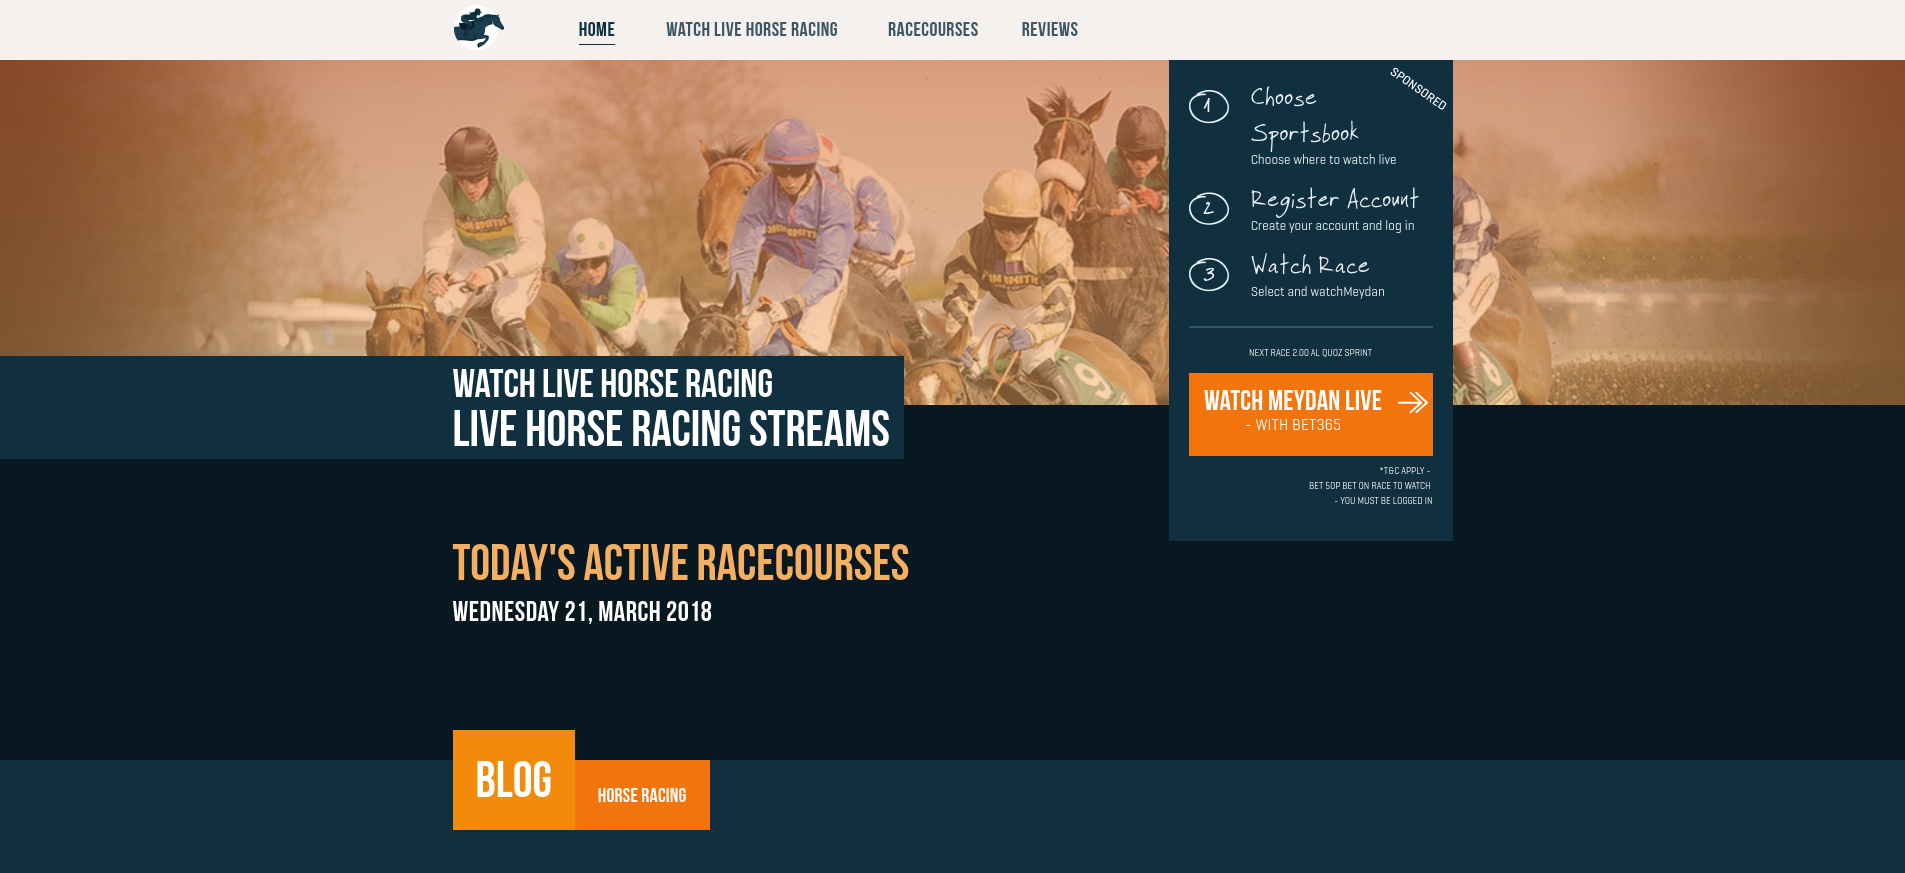 HOME
WATCH LIVE HORSE RACING
RACECOURSES
REVIEWS
SPONSORED
1
Choose
Sportsbook
Choose where to watch live
2
Register Account
Create your account and log in
3
Watch Race
Select and watchMeydan
NEXT RACE 2.00 AL QUOZ SPRINT
WATCH MEYDAN LIVE
- WITH BET365
*T&C APPLY -
BET 50P BET ON RACE TO WATCH
- YOU MUST BE LOGGED IN
JOHN SMITH'S
9
WATCH LIVE HORSE RACING
LIVE HORSE RACING STREAMS
TODAY'S ACTIVE RACECOURSES
WEDNESDAY 21, MARCH 2018
BLOG
HORSE RACING